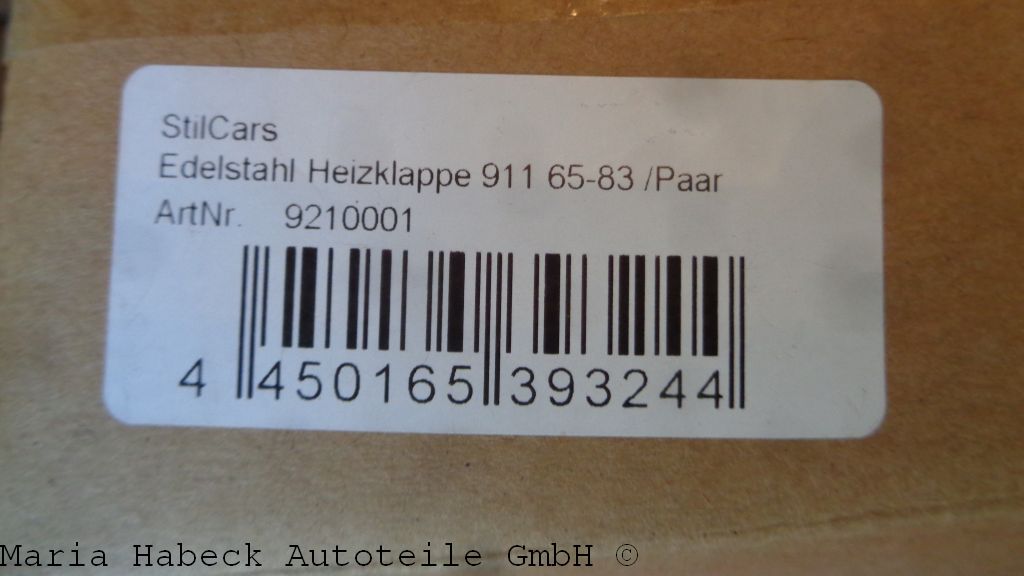 StilCars
Edelstahl Heizklappe 911 65-83 /Paar
ArtNr. 9210001
4 450165 393244
Maria Habeck Autoteile GmbH ©